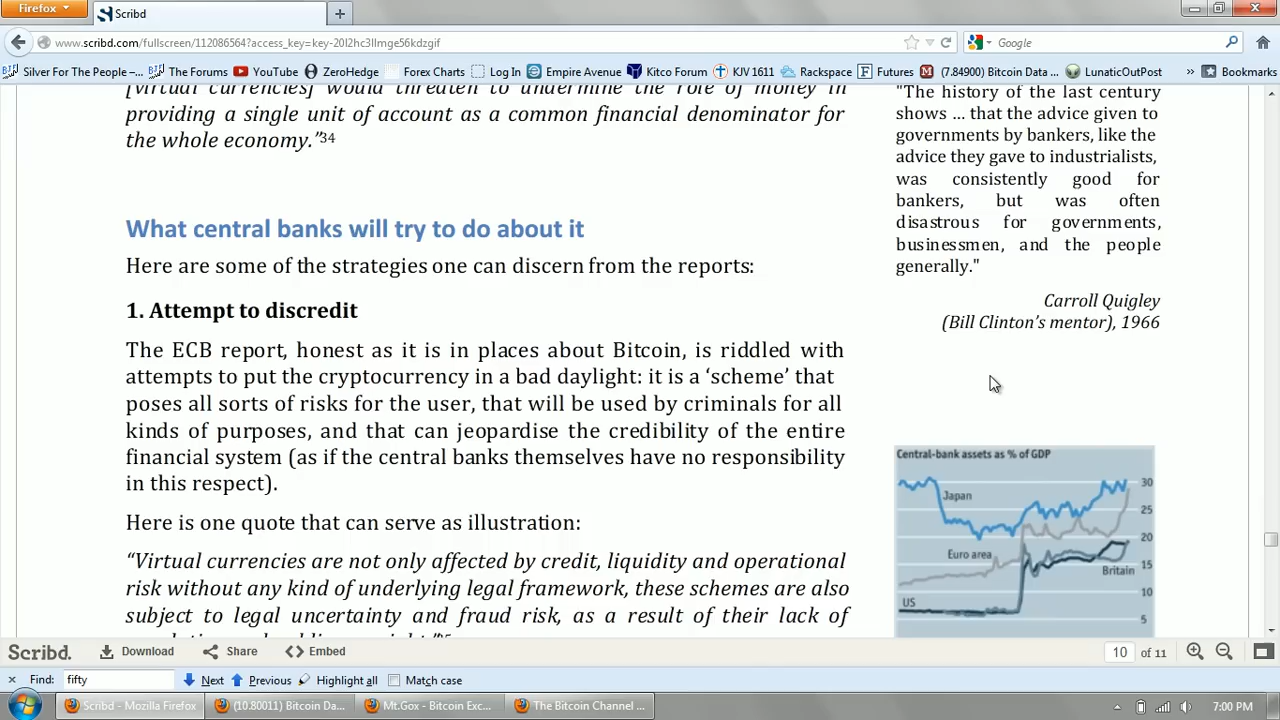 Firefox
Scribd
www.scribd.com/fullscreen/112086564?access_key=key-20l2hc3llmge56kdzgif
Google
Silver For The People –...
The Forums
YouTube
ZeroHedge
Forex Charts
Log In
Empire Avenue
Kitco Forum
KJV 1611
Rackspace
Futures
(7.84900) Bitcoin Data ...
LunaticOutPost
»
Bookmarks
[virtual currencies] would threaten to undermine the role of money in
providing a single unit of account as a common financial denominator for
the whole economy.”34
What central banks will try to do about it
Here are some of the strategies one can discern from the reports:
1. Attempt to discredit
The ECB report, honest as it is in places about Bitcoin, is riddled with
attempts to put the cryptocurrency in a bad daylight: it is a ‘scheme’ that
poses all sorts of risks for the user, that will be used by criminals for all
kinds of purposes, and that can jeopardise the credibility of the entire
financial system (as if the central banks themselves have no responsibility
in this respect).
Here is one quote that can serve as illustration:
“Virtual currencies are not only affected by credit, liquidity and operational
risk without any kind of underlying legal framework, these schemes are also
subject to legal uncertainty and fraud risk, as a result of their lack of
"The history of the last century
shows ... that the advice given to
governments by bankers, like the
advice they gave to industrialists,
was consistently good for
bankers, but was often
disastrous for governments,
businessmen, and the people
generally."
Carroll Quigley
(Bill Clinton’s mentor), 1966
Central-bank assets as % of GDP
30
Japan
25
20
Euro area
15
Britain
10
US
5
Scribd.
Download
Share
Embed
10 of 11
× Find: fifty
Next
Previous
Highlight all
Match case
Scribd - Mozilla Firefox
(10.80011) Bitcoin Da...
Mt.Gox - Bitcoin Exc...
The Bitcoin Channel ...
7:00 PM